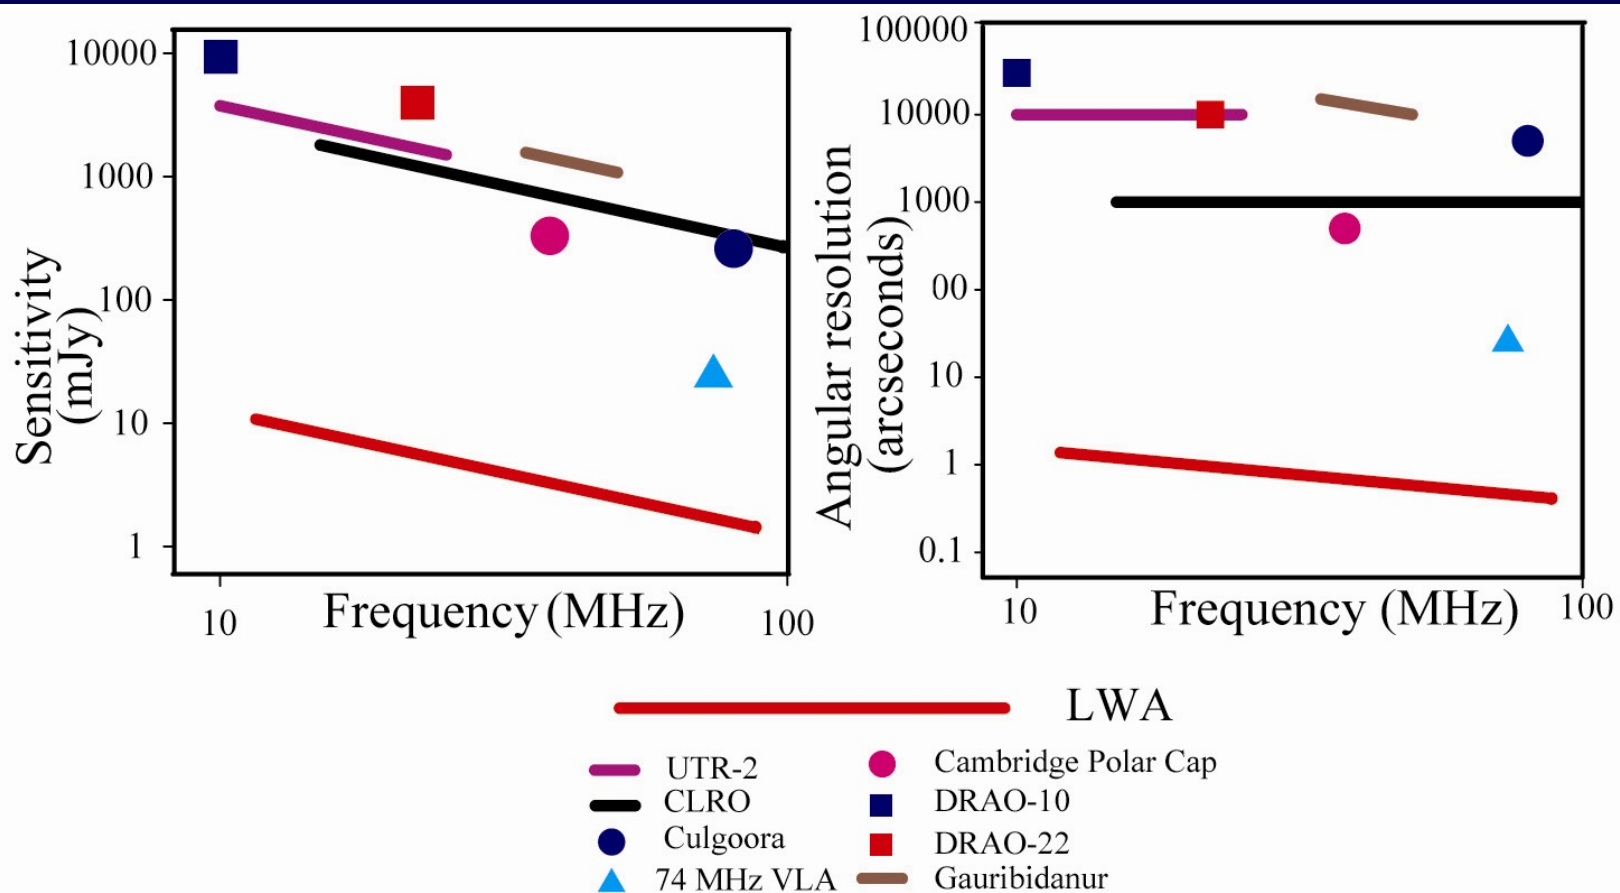 10000
1000
100
10
1
Sensitivity
(mJy)
10
Frequency (MHz)
100
100000
10000
1000
00
10
1
0.1
Angular resolution
(arcseconds)
10
Frequency (MHz)
100
LWA
UTR-2
CLRO
Culgoora
74 MHz VLA
Cambridge Polar Cap
DRAO-10
DRAO-22
Gauribidanur